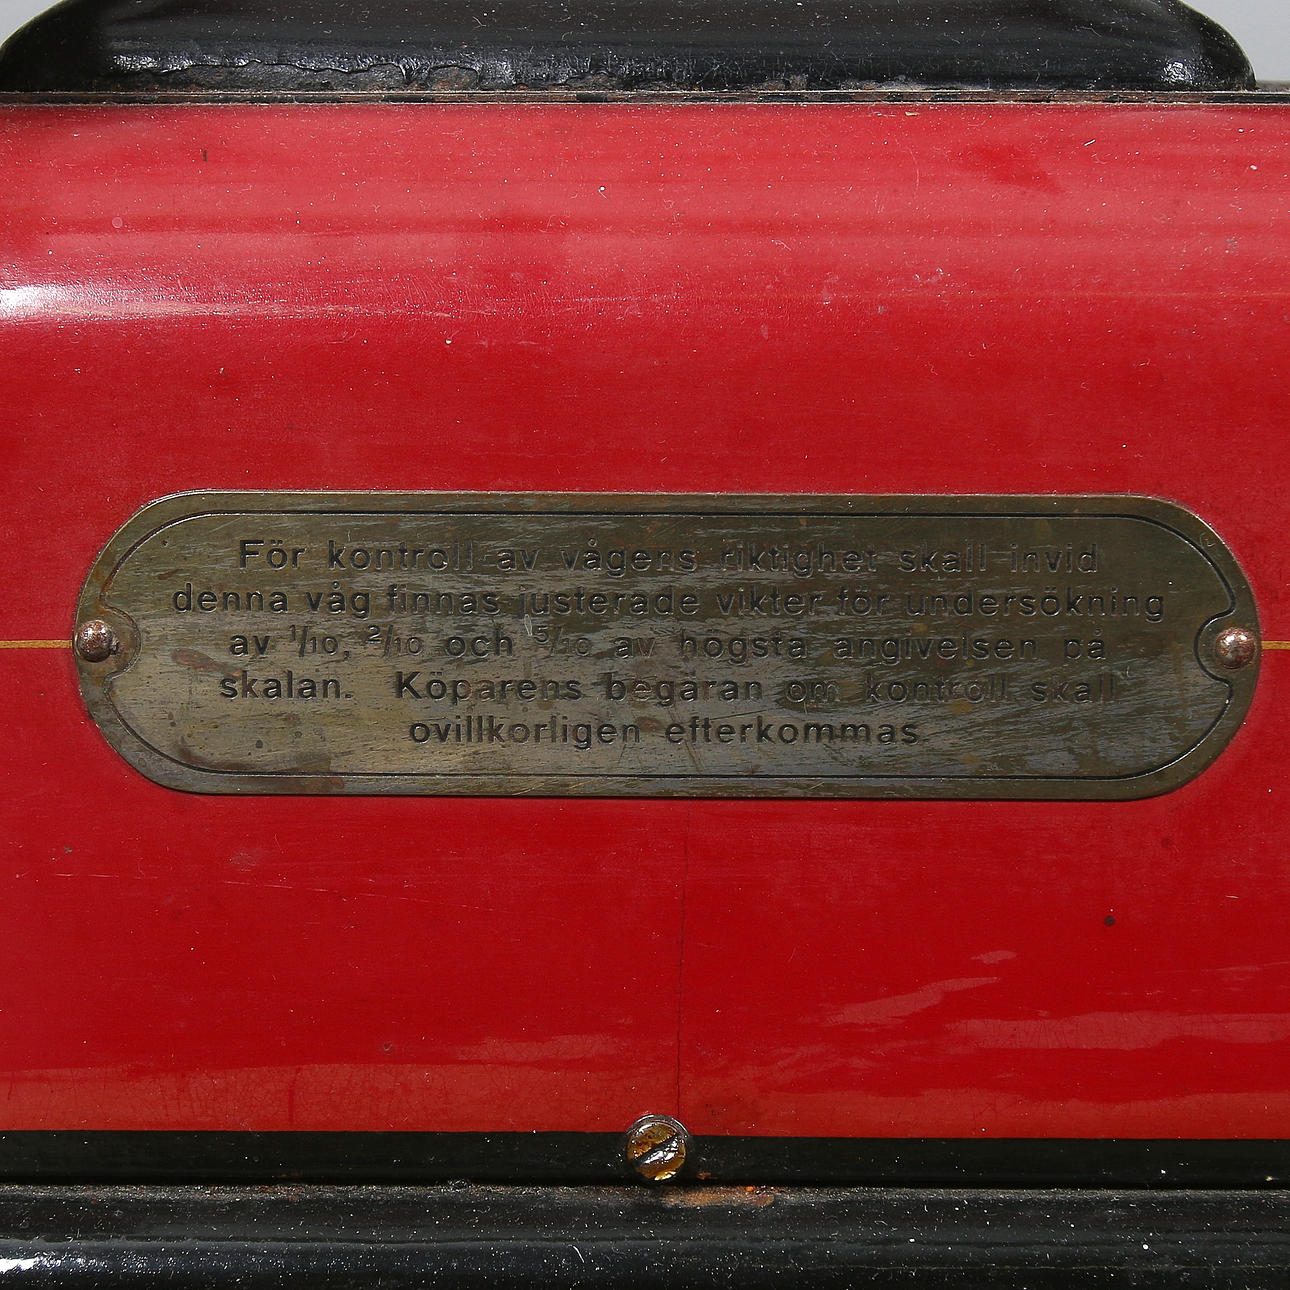 För kontroll av vågens riktighet skall invid
denna våg finnas justerade vikter för undersökning
av 1/10, 2/10 och 5/10 av högsta angivelsen på
skalan. Köparens begäran om kontroll skall
ovillkorligen efterkommas.